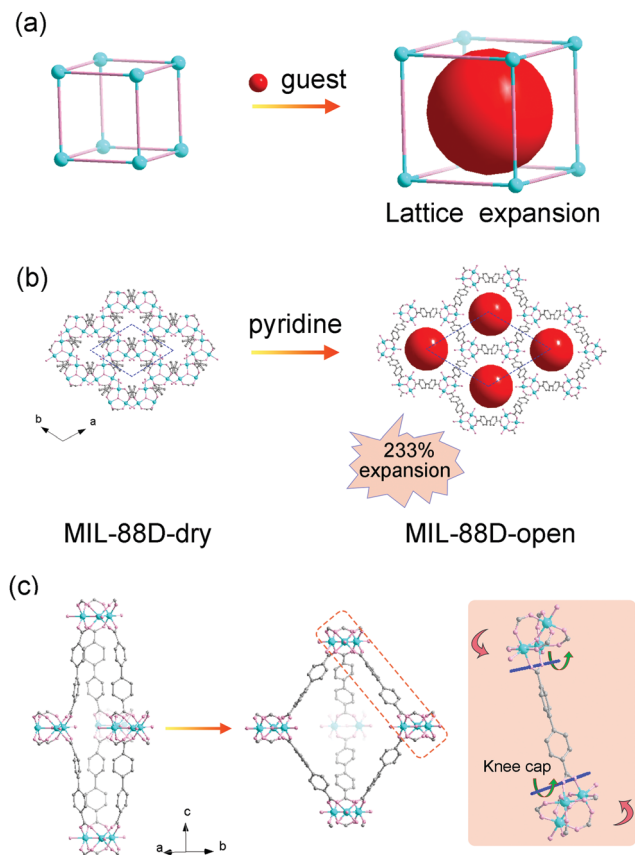 (a)
guest
Lattice expansion
(b)
pyridine
b
a
233%
expansion
MIL-88D-dry
MIL-88D-open
(c)
Knee cap
c
a
b